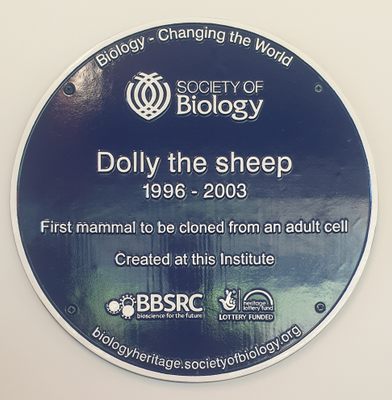 Biology - Changing the World
SOCIETY OF
Biology
Dolly the sheep
1996 - 2003
First mammal to be cloned from an adult cell
Created at this Institute
BBSRC
bioscience for the future
heritage
lottery fund
LOTTERY FUNDED
biologyheritage.societyofbiology.org